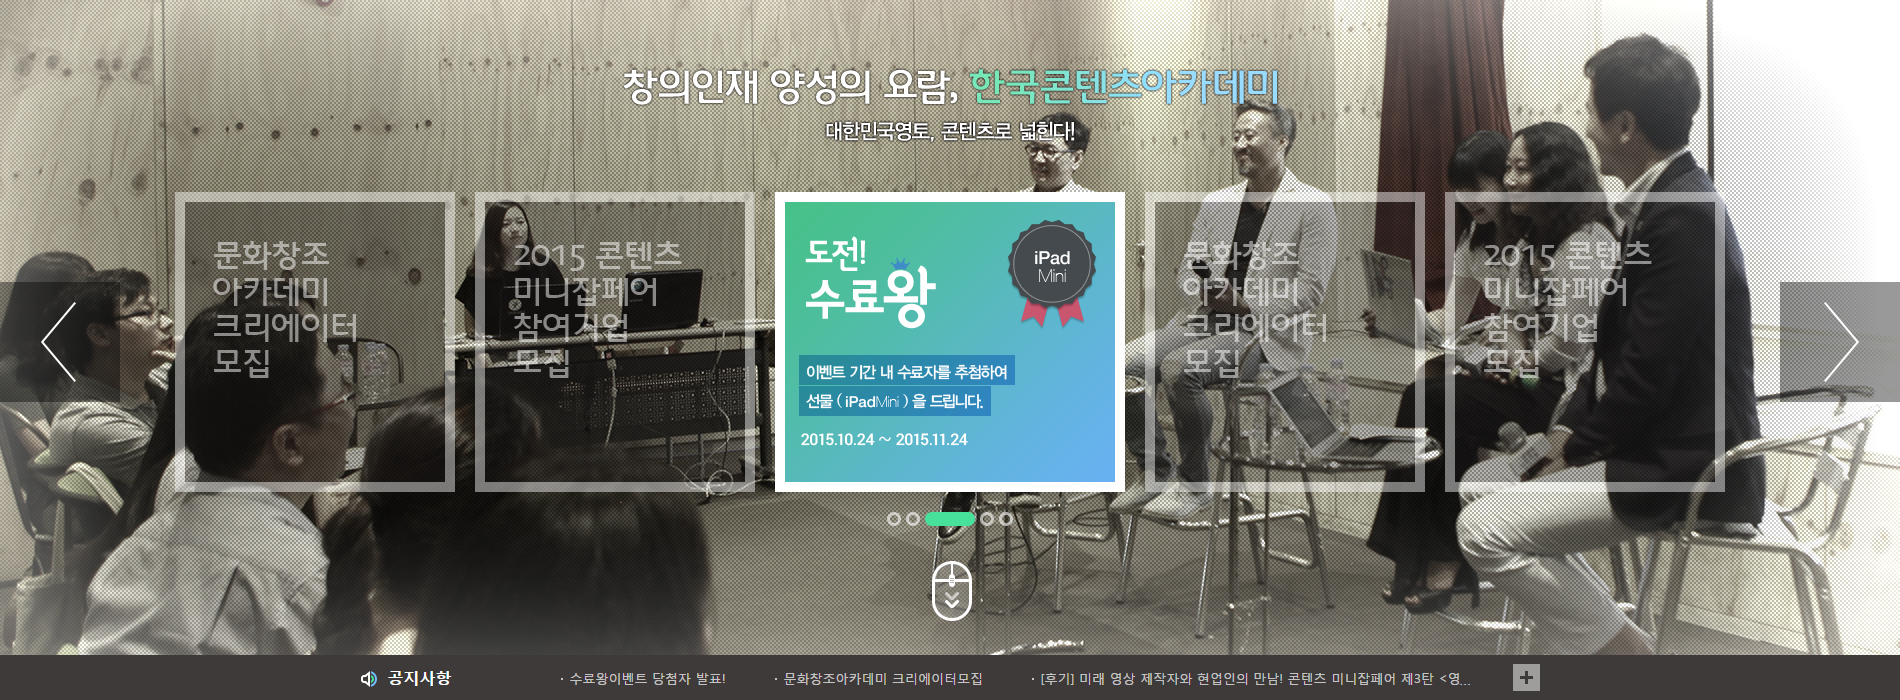 창의인재 양성의 요람, 한국콘텐츠아카데미
대한민국영토, 콘텐츠로 넓힌다!
문화창조
아카데미
크리에이터
모집
2015 콘텐츠
미니잡페어
참여기업
모집
도전!
수료왕
iPad
Mini
이벤트 기간 내 수료자를 추첨하여
선물 ( iPadMini ) 을 드립니다.
2015.10.24 ~ 2015.11.24
문화창조
아카데미
크리에이터
모집
2015 콘텐츠
미니잡페어
참여기업
모집
공지사항
· 수료왕이벤트 당첨자 발표!
· 문화창조아카데미 크리에이터모집
· [후기] 미래 영상 제작자와 현업인의 만남! 콘텐츠 미니잡페어 제3탄 <영...